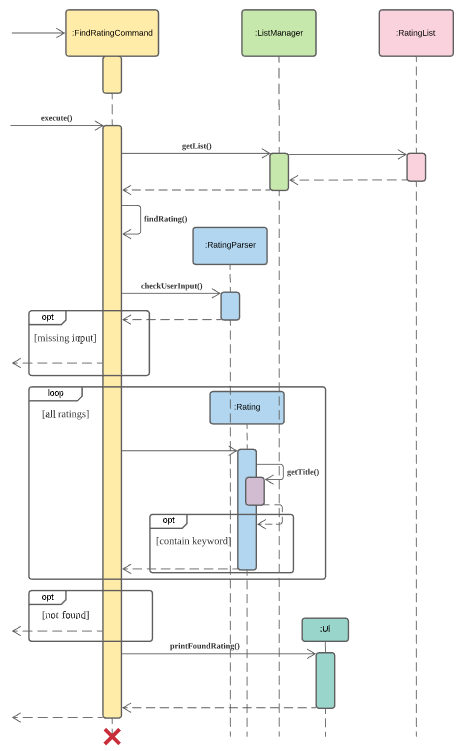 :FindRatingCommand
:ListManager
:RatingList
execute()
getList()
findRating()
:RatingParser
checkUserInput()
opt
[missing input]
loop
[all ratings]
:Rating
getTitle()
opt
[contain keyword]
opt
[not found]
:Ui
printFoundRating()